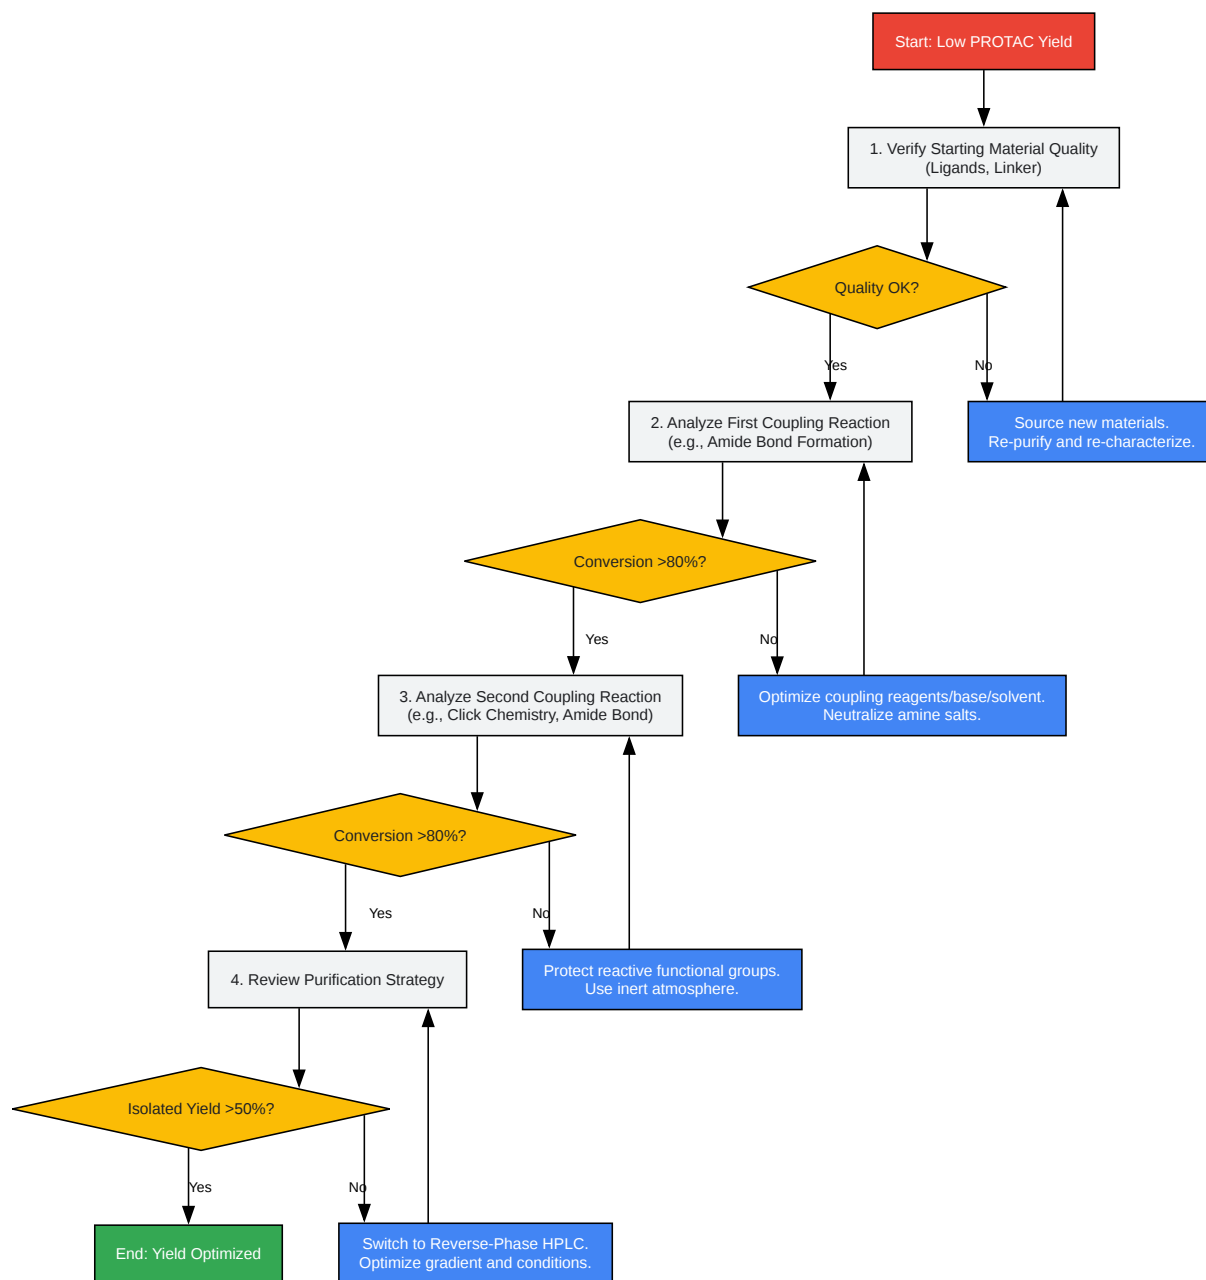 Start: Low PROTAC Yield
1. Verify Starting Material Quality
(Ligands, Linker)
Quality OK?
Yes
No
2. Analyze First Coupling Reaction
(e.g., Amide Bond Formation)
Source new materials.
Re-purify and re-characterize.
Conversion >80%?
Yes
No
3. Analyze Second Coupling Reaction
(e.g., Click Chemistry, Amide Bond)
Optimize coupling reagents/base/solvent.
Neutralize amine salts.
Conversion >80%?
Yes
No
4. Review Purification Strategy
Protect reactive functional groups.
Use inert atmosphere.
Isolated Yield >50%?
Yes
No
End: Yield Optimized
Switch to Reverse-Phase HPLC.
Optimize gradient and conditions.